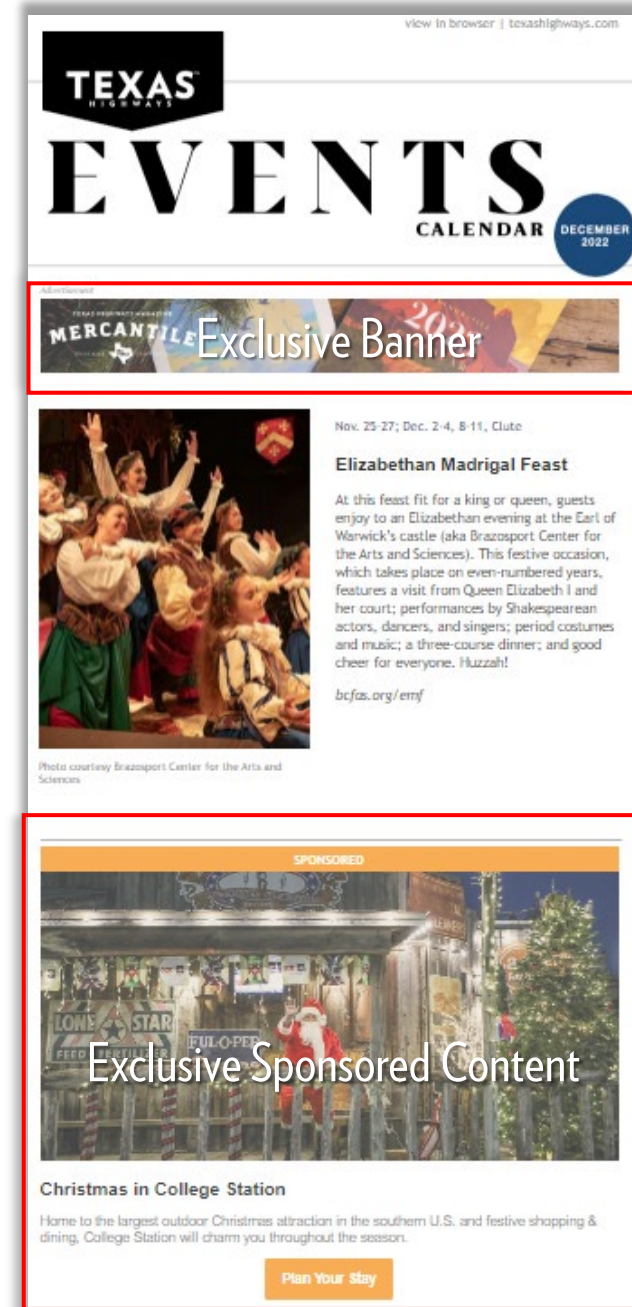 view in browser | texashighways.com
TEXAS
HIGHWAYS
EVENTS
CALENDAR
DECEMBER
2022
Advertisement
TEXAS HIGHWAYS MAGAZINE
MERCANTILE
Exclusive Banner
Nov. 25-27; Dec. 2-4, 8-11, Clute
Elizabethan Madrigal Feast
At this feast fit for a king or queen, guests
enjoy to an Elizabethan evening at the Earl of
Warwick's castle (aka Brazosport Center for
the Arts and Sciences). This festive occasion,
which takes place on even-numbered years,
features a visit from Queen Elizabeth I and
her court; performances by Shakespearean
actors, dancers, and singers; period costumes
and music; a three-course dinner; and good
cheer for everyone. Huzzah!
bcfas.org/emf
Photo courtesy Brazosport Center for the Arts and
Sciences
SPONSORED
LONE STAR
FEED
FUL-O-PEP
Exclusive Sponsored Content
Christmas in College Station
Home to the largest outdoor Christmas attraction in the southern U.S. and festive shopping &
dining, College Station will charm you throughout the season.
Plan Your Stay